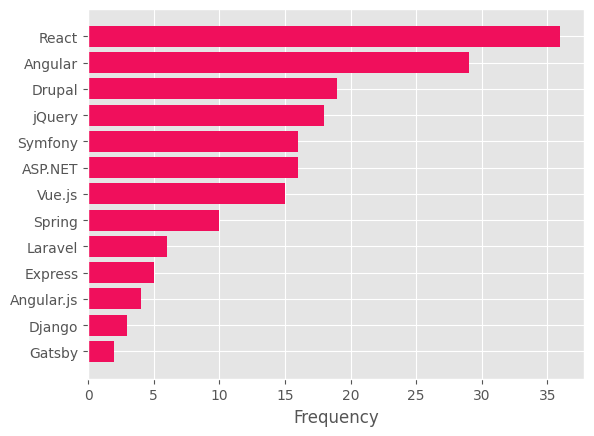 React
Angular
Drupal
jQuery
Symfony
ASP.NET
Vue.js
Spring
Laravel
Express
Angular.js
Django
Gatsby
0 5 10 15 20 25 30 35
Frequency